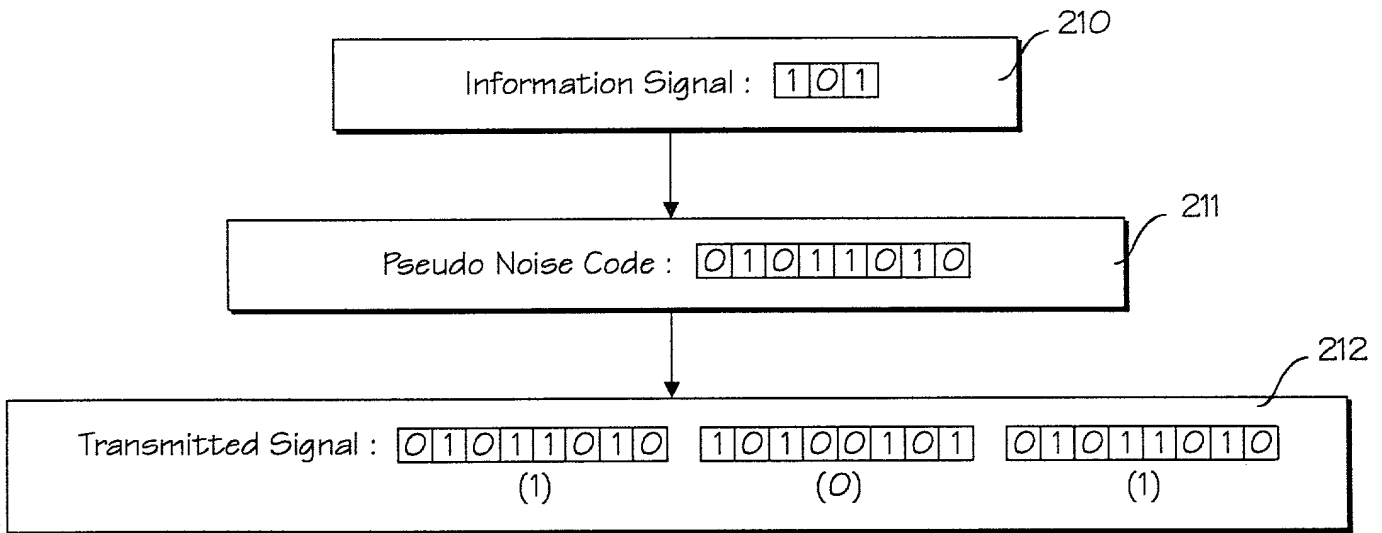 210
Information Signal : 1 0 1
211
Pseudo Noise Code : 0 1 0 1 1 0 1 0
212
Transmitted Signal : 0 1 0 1 1 0 1 0 1 0 1 0 0 1 0 1 0 1 0 1 1 0 1 0
(1) (0) (1)